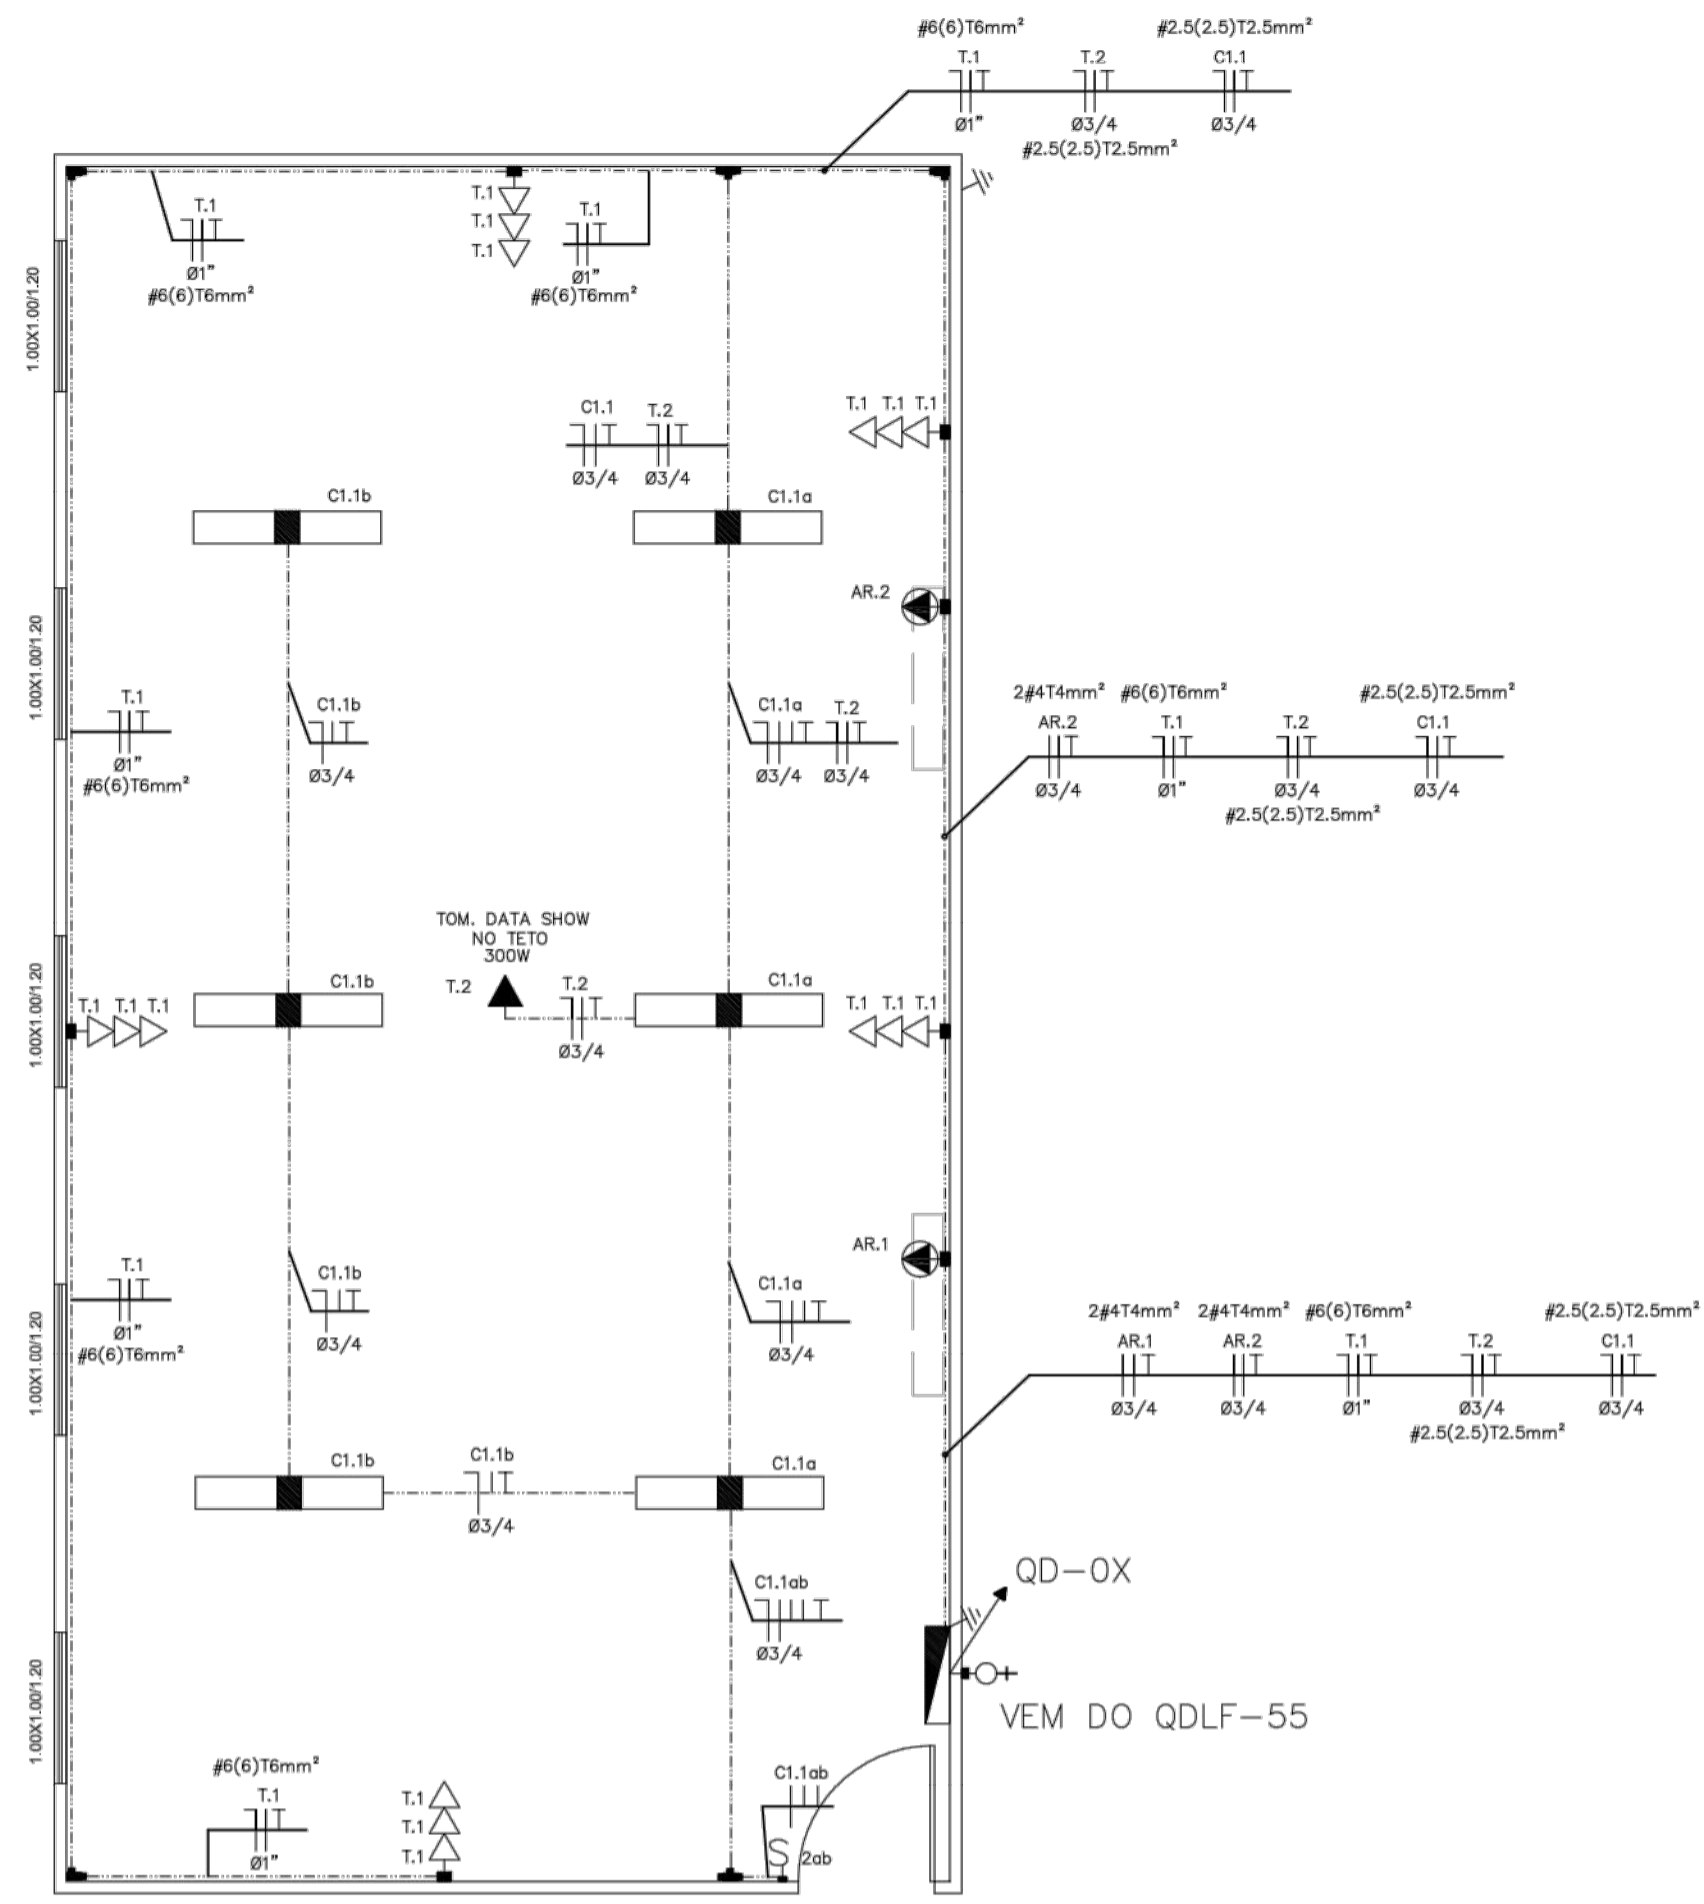 #6(6)T6mm² #2.5(2.5)T2.5mm²
T.1 T.2 C1.1
Ø1" Ø3/4 Ø3/4
#2.5(2.5)T2.5mm²
T.1
Ø1"
#6(6)T6mm²
T.1
T.1
T.1
T.1
Ø1"
#6(6)T6mm²
1.00X1.00/1.20
C1.1 T.2
Ø3/4 Ø3/4
T.1 T.1 T.1
C1.1b
C1.1a
AR.2
1.00X1.00/1.20
T.1
Ø1"
#6(6)T6mm²
C1.1b
Ø3/4
C1.1a T.2
Ø3/4 Ø3/4
2#4T4mm² #6(6)T6mm² #2.5(2.5)T2.5mm²
AR.2 T.1 T.2 C1.1
Ø3/4 Ø1" Ø3/4 Ø3/4
#2.5(2.5)T2.5mm²
TOM. DATA SHOW
NO TETO
300W
T.2
T.2
Ø3/4
C1.1b
C1.1a
1.00X1.00/1.20
T.1 T.1 T.1
T.1 T.1 T.1
AR.1
T.1
Ø1"
#6(6)T6mm²
1.00X1.00/1.20
C1.1b
Ø3/4
C1.1a
Ø3/4
2#4T4mm² 2#4T4mm² #6(6)T6mm² #2.5(2.5)T2.5mm²
AR.1 AR.2 T.1 T.2 C1.1
Ø3/4 Ø3/4 Ø1" Ø3/4 Ø3/4
#2.5(2.5)T2.5mm²
C1.1b
C1.1b
Ø3/4
C1.1a
C1.1ab
Ø3/4
QD-0X
VEM DO QDLF-55
1.00X1.00/1.20
#6(6)T6mm²
T.1
Ø1"
T.1
T.1
T.1
C1.1ab
S 2ab